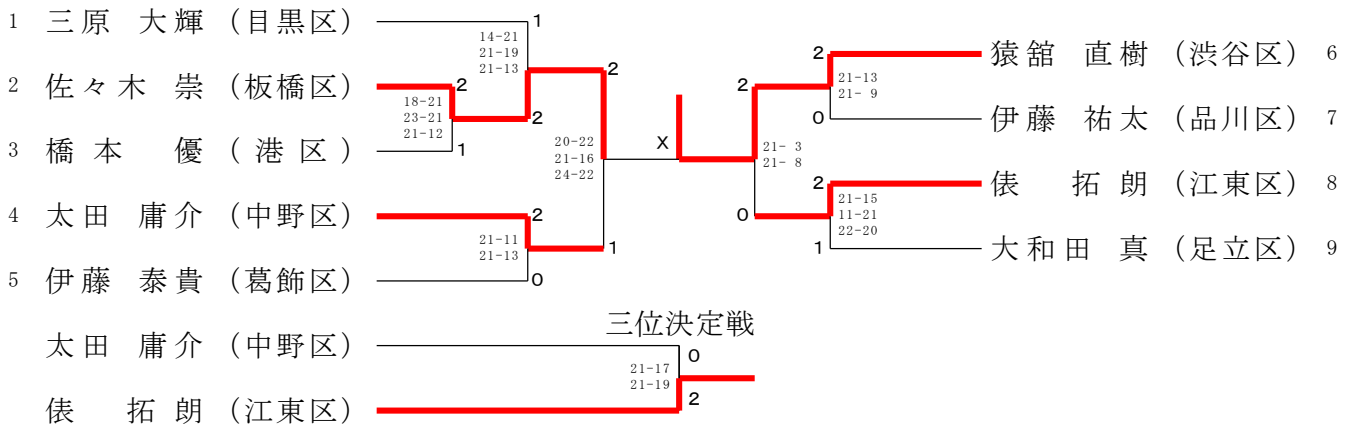 1 三原 大輝 (目黒区) 1
14-21
21-19
21-13
2 佐々木 崇 (板橋区) 2
18-21
23-21
21-12
2
2
3 橋本 優 (港区) 1
20-22
21-16
24-22
4 太田 庸介 (中野区) 2
21-11
21-13
1
5 伊藤 泰貴 (葛飾区) 0
X
2 猿舘 直樹 (渋谷区) 6
21-13
21- 9
2
0 伊藤 祐太 (品川区) 7
21- 3
21- 8
2 俵 拓朗 (江東区) 8
21-15
11-21
22-20
0
1 大和田 真 (足立区) 9
三位決定戦
太田 庸介 (中野区) 0
21-17
21-19
俵 拓朗 (江東区) 2